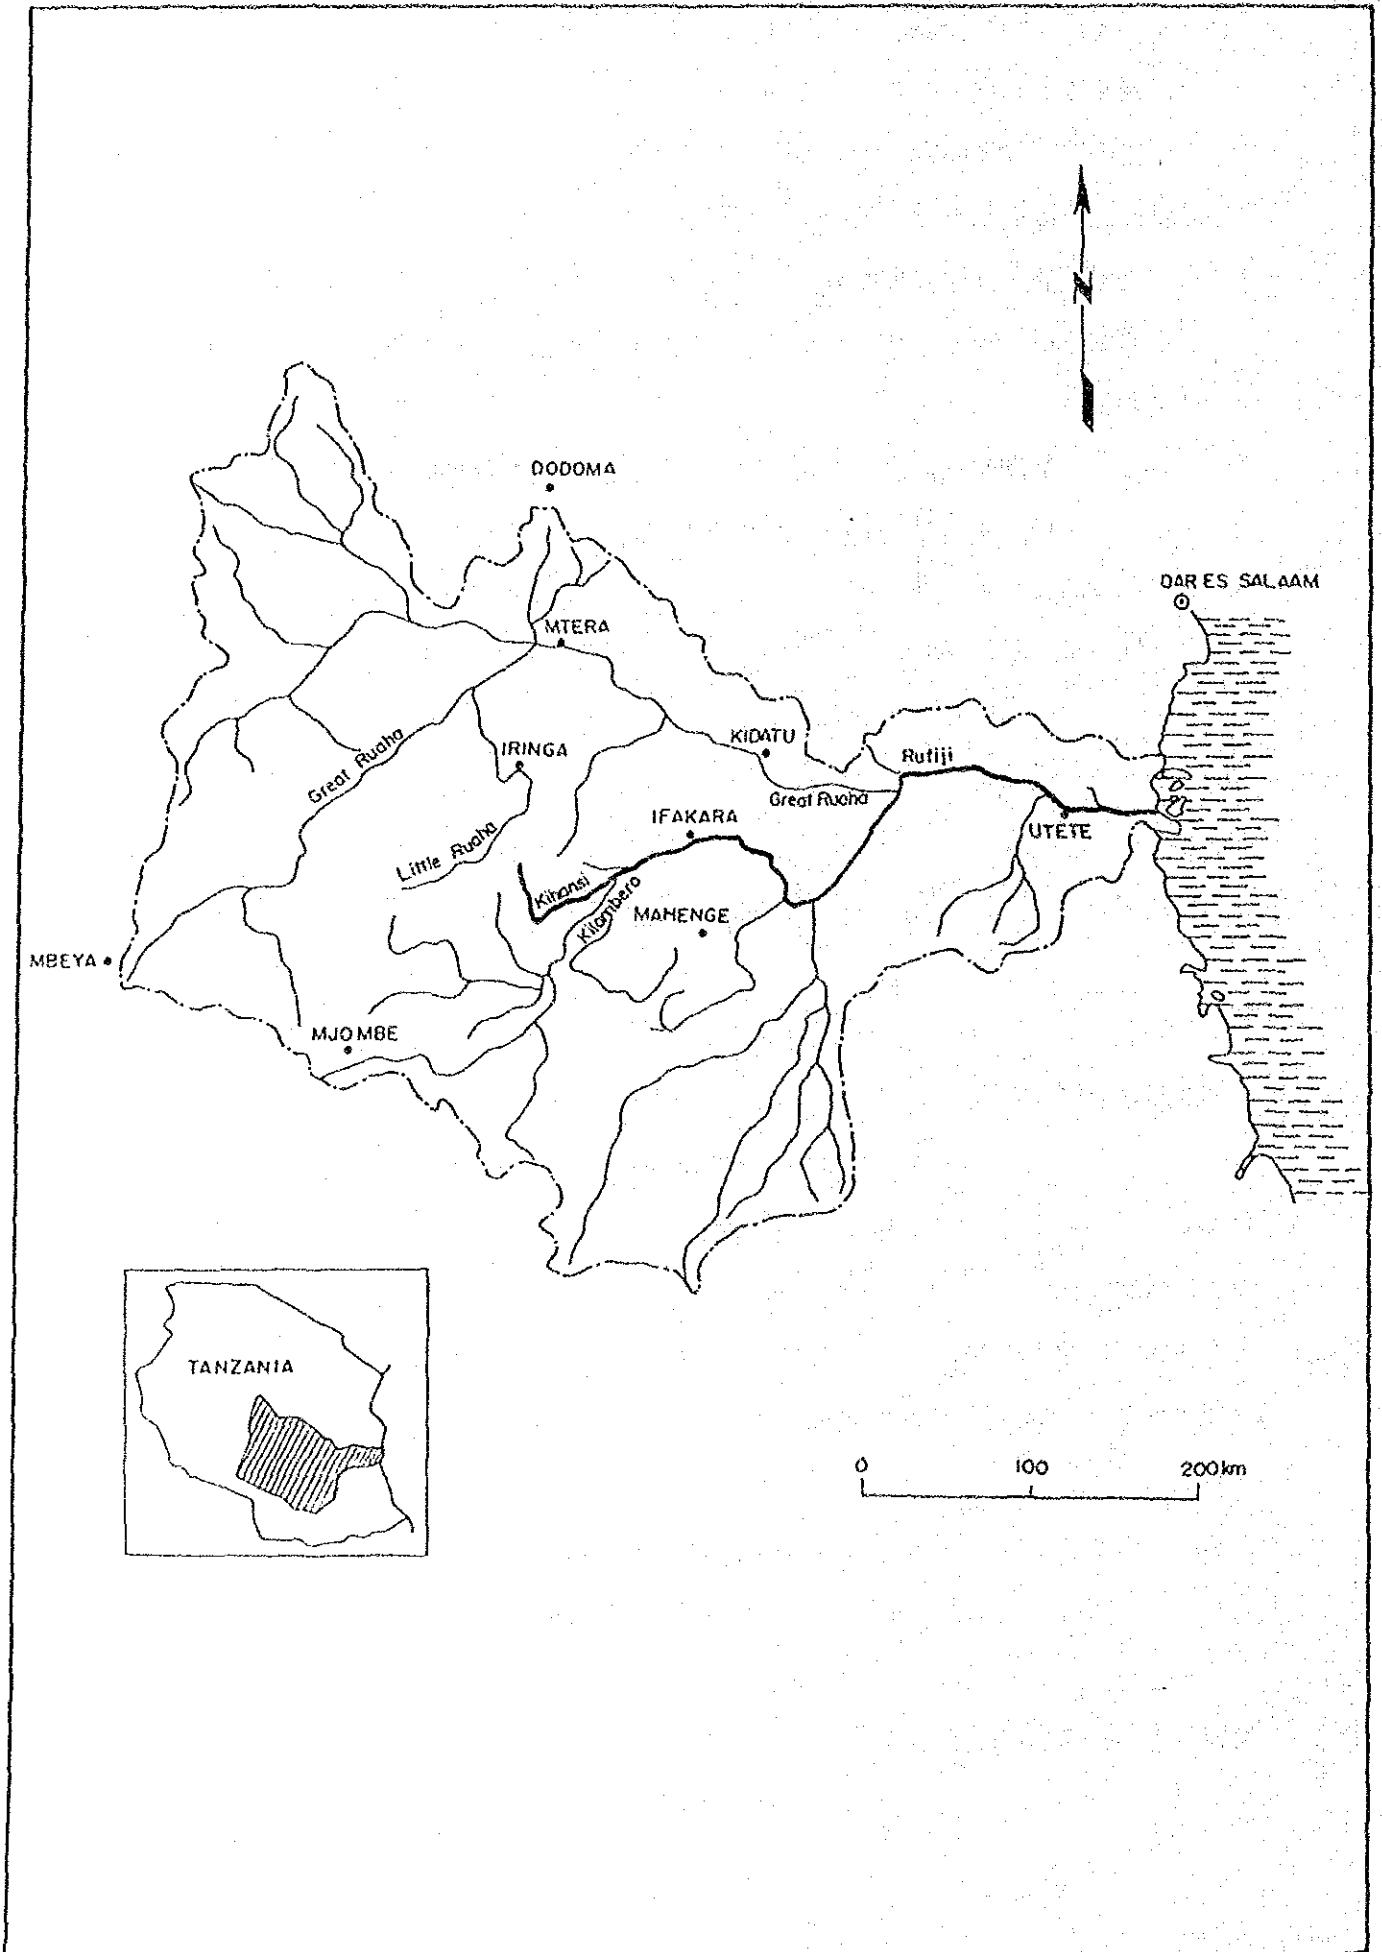 N
DODOMA
DAR ES SALAAM
MTERA
KIDATU
Rufiji
IRINGA
Great Ruaha
Great Ruaha
IFAKARA
UTETE
Little Ruaha
Kihansi
Kilombero
MAHENGE
MBEYA
MJOMBE
TANZANIA
0 100 200km